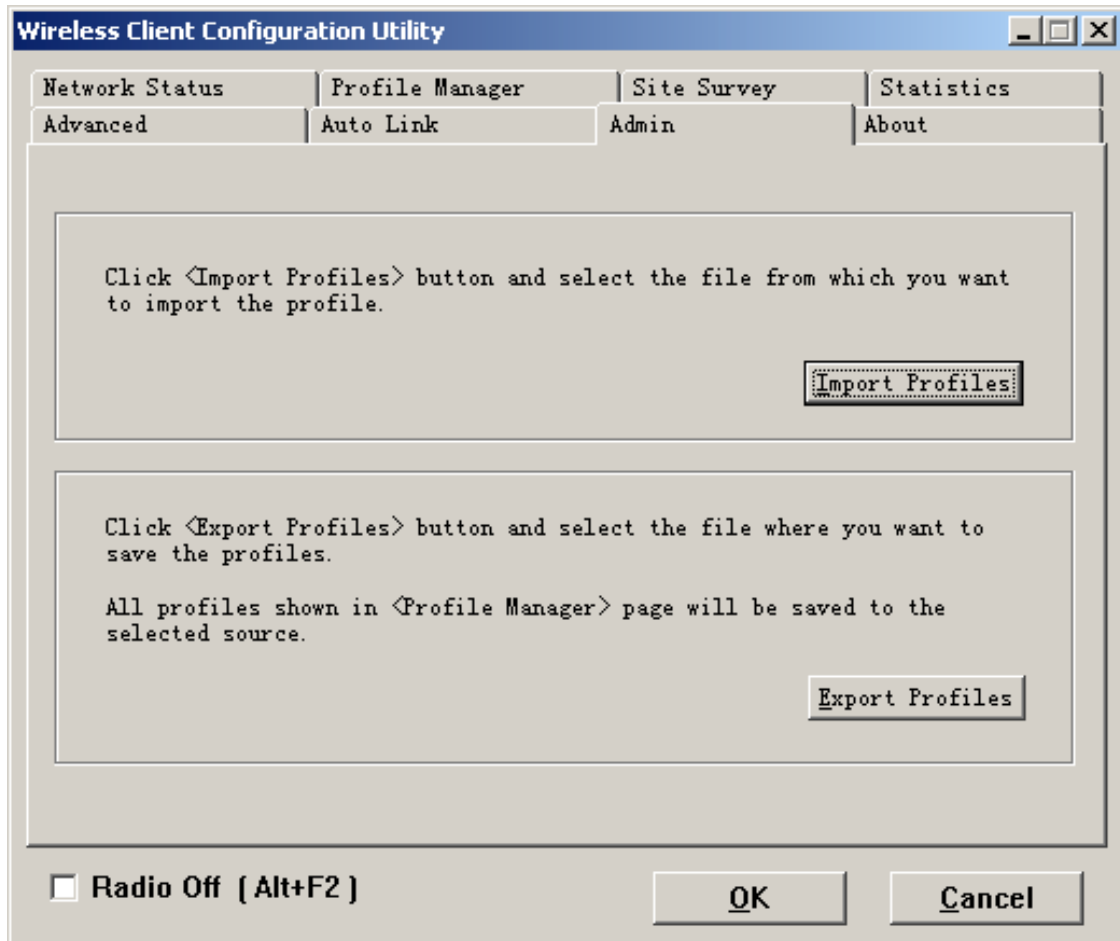 Wireless Client Configuration Utility
Network Status
Profile Manager
Site Survey
Statistics
Advanced
Auto Link
Admin
About
Click <Import Profiles> button and select the file from which you want
to import the profile.
Import Profiles
Click <Export Profiles> button and select the file where you want to
save the profiles.
All profiles shown in <Profile Manager> page will be saved to the
selected source.
Export Profiles
Radio Off ( Alt+F2 )
OK
Cancel